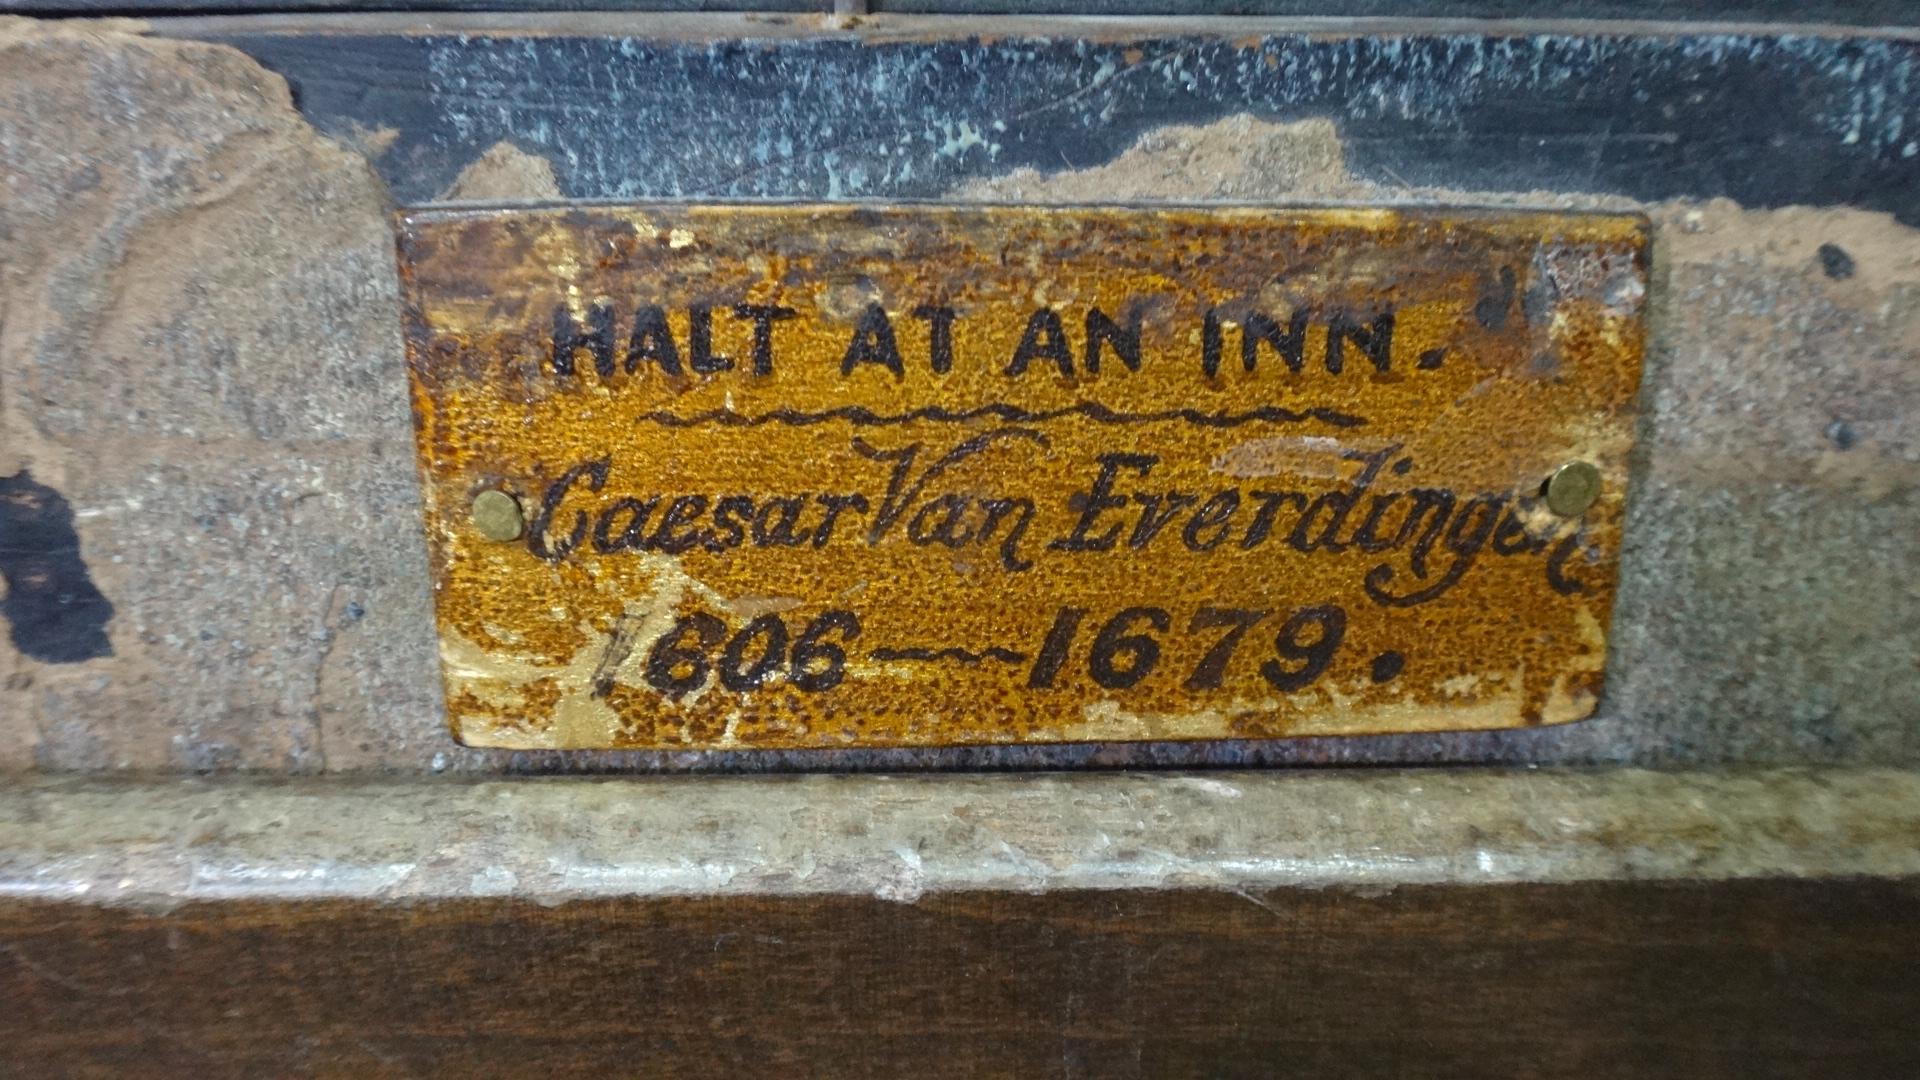 HALT AT AN INN.
Caesar Van Everdingen
1606—1679.